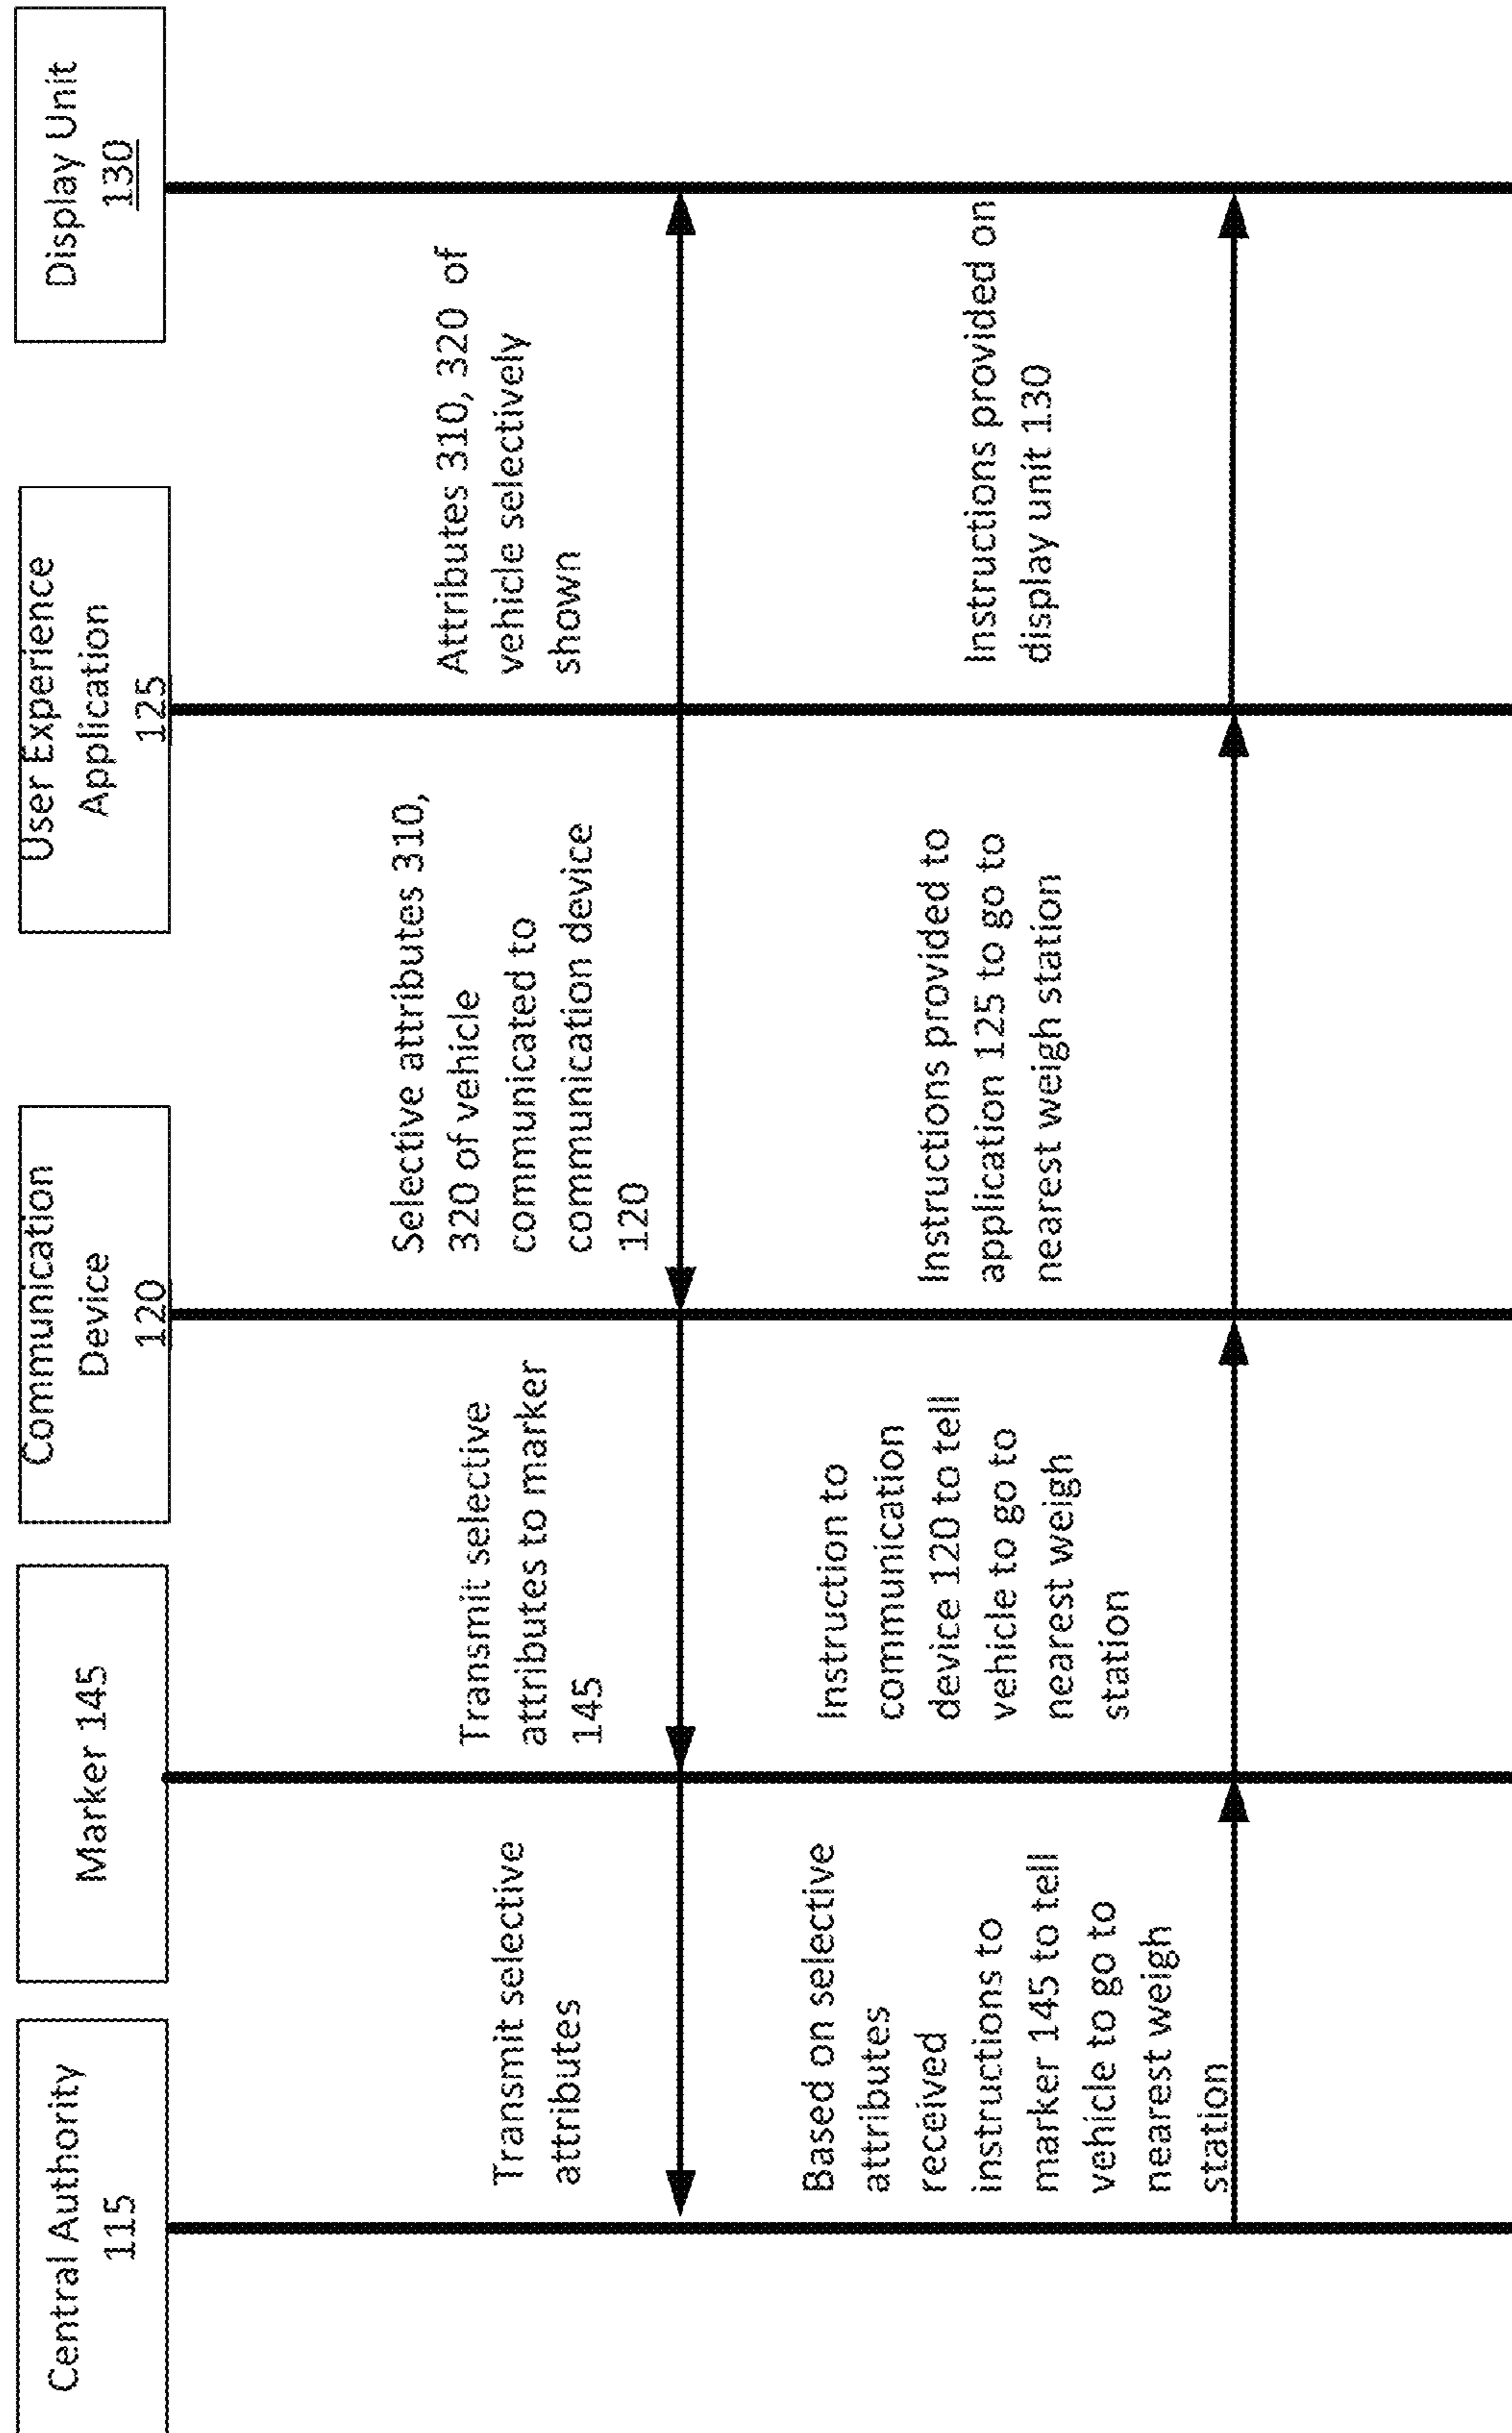 Central Authority
115
Marker 145
Communication
Device
120
User Experience
Application
125
Display Unit
130
Transmit selective
attributes
Transmit selective
attributes to marker
145
Selective attributes 310,
320 of vehicle
communicated to
communication device
120
Attributes 310, 320 of
vehicle selectively
shown
Based on selective
attributes
received
instructions to
marker 145 to tell
vehicle to go to
nearest weigh
station
Instruction to
communication
device 120 to tell
vehicle to go to
nearest weigh
station
Instructions provided to
application 125 to go to
nearest weigh station
Instructions provided on
display unit 130